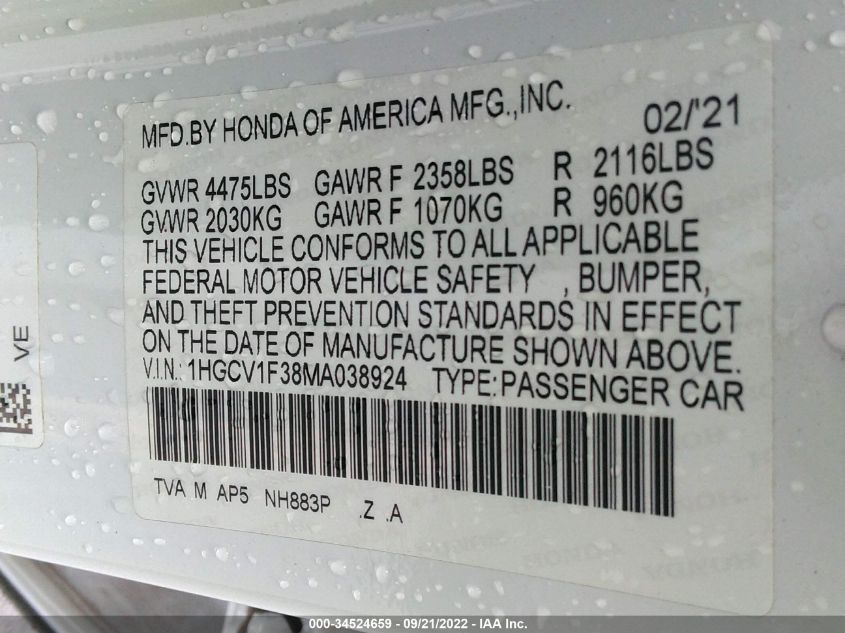 MFD.BY HONDA OF AMERICA MFG.,INC. 02/'21
GVWR 4475LBS GAWR F 2358LBS R 2116LBS
GVWR 2030KG GAWR F 1070KG R 960KG
THIS VEHICLE CONFORMS TO ALL APPLICABLE
FEDERAL MOTOR VEHICLE SAFETY , BUMPER,
AND THEFT PREVENTION STANDARDS IN EFFECT
ON THE DATE OF MANUFACTURE SHOWN ABOVE.
V.I.N.: 1HGCV1F38MA038924 TYPE:PASSENGER CAR
TVA M AP5 NH883P .Z .A
VE
000-34524659 - 09/21/2022 - IAA Inc.